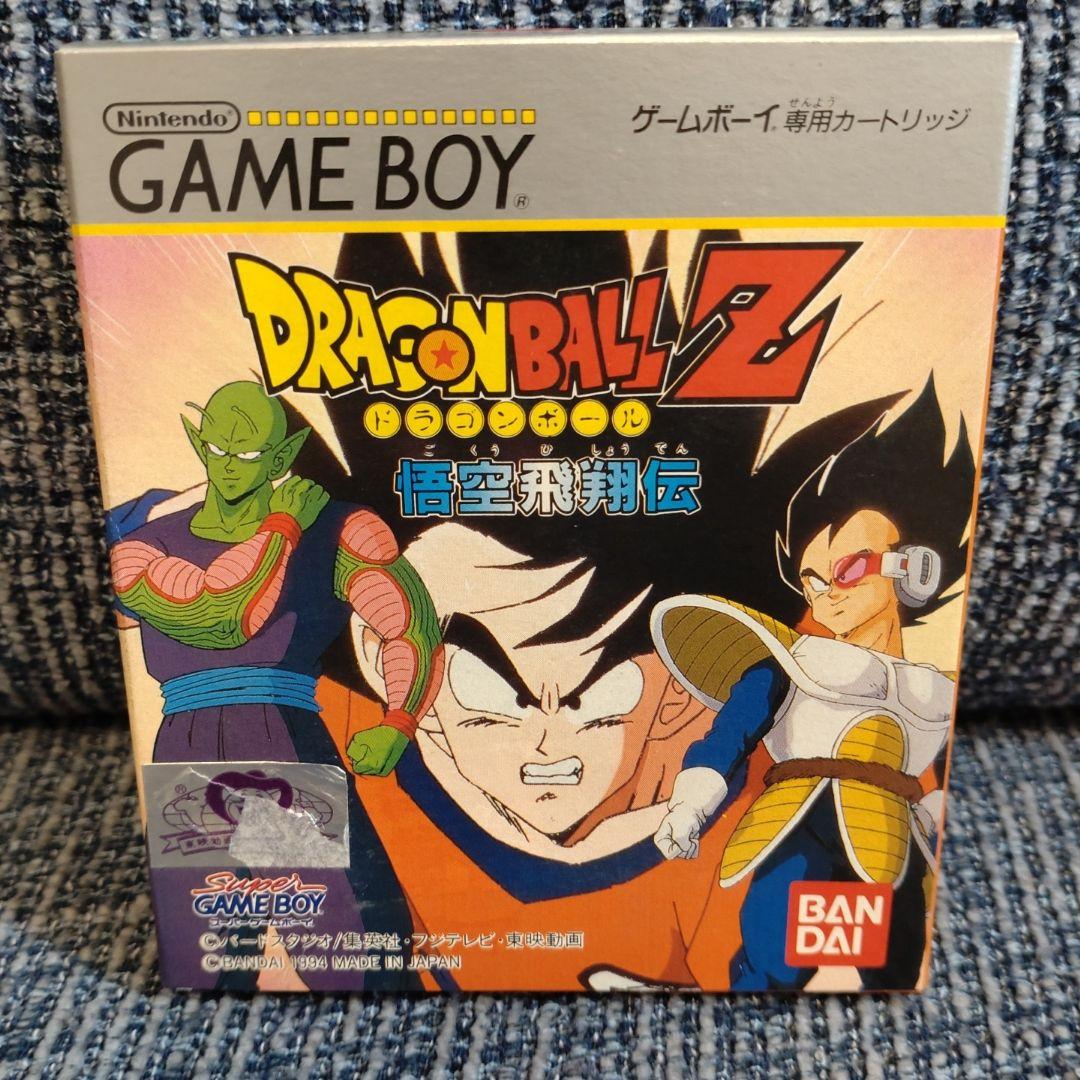 Nintendo®
GAME BOY®
せんよう
ゲームボーイ®専用カートリッジ
DRAGON BALL Z
ドラゴンボール
ごくうひしょうでん
悟空飛翔伝
®
東映動
Super
GAME BOY
スーパーゲームボーイ
©バードスタジオ/集英社・フジテレビ・東映動画
©BANDAI 1994 MADE IN JAPAN
BAN
DAI